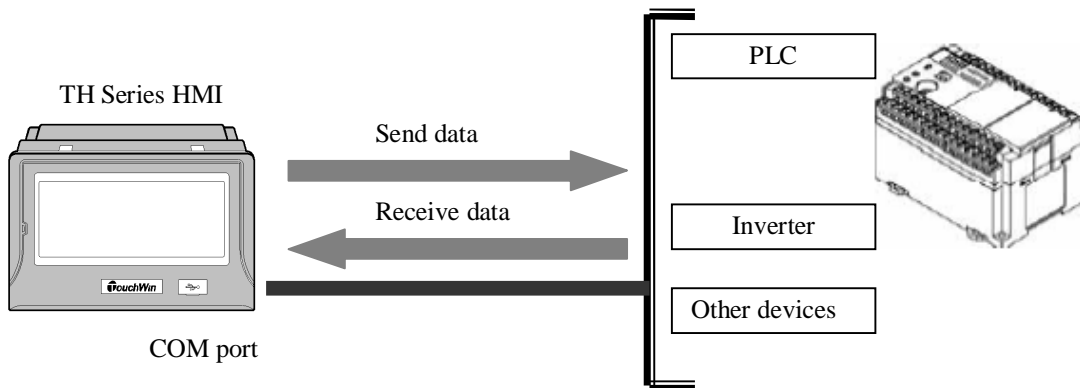 TH Series HMI
TouchWin
COM port
Send data
Receive data
PLC
Inverter
Other devices